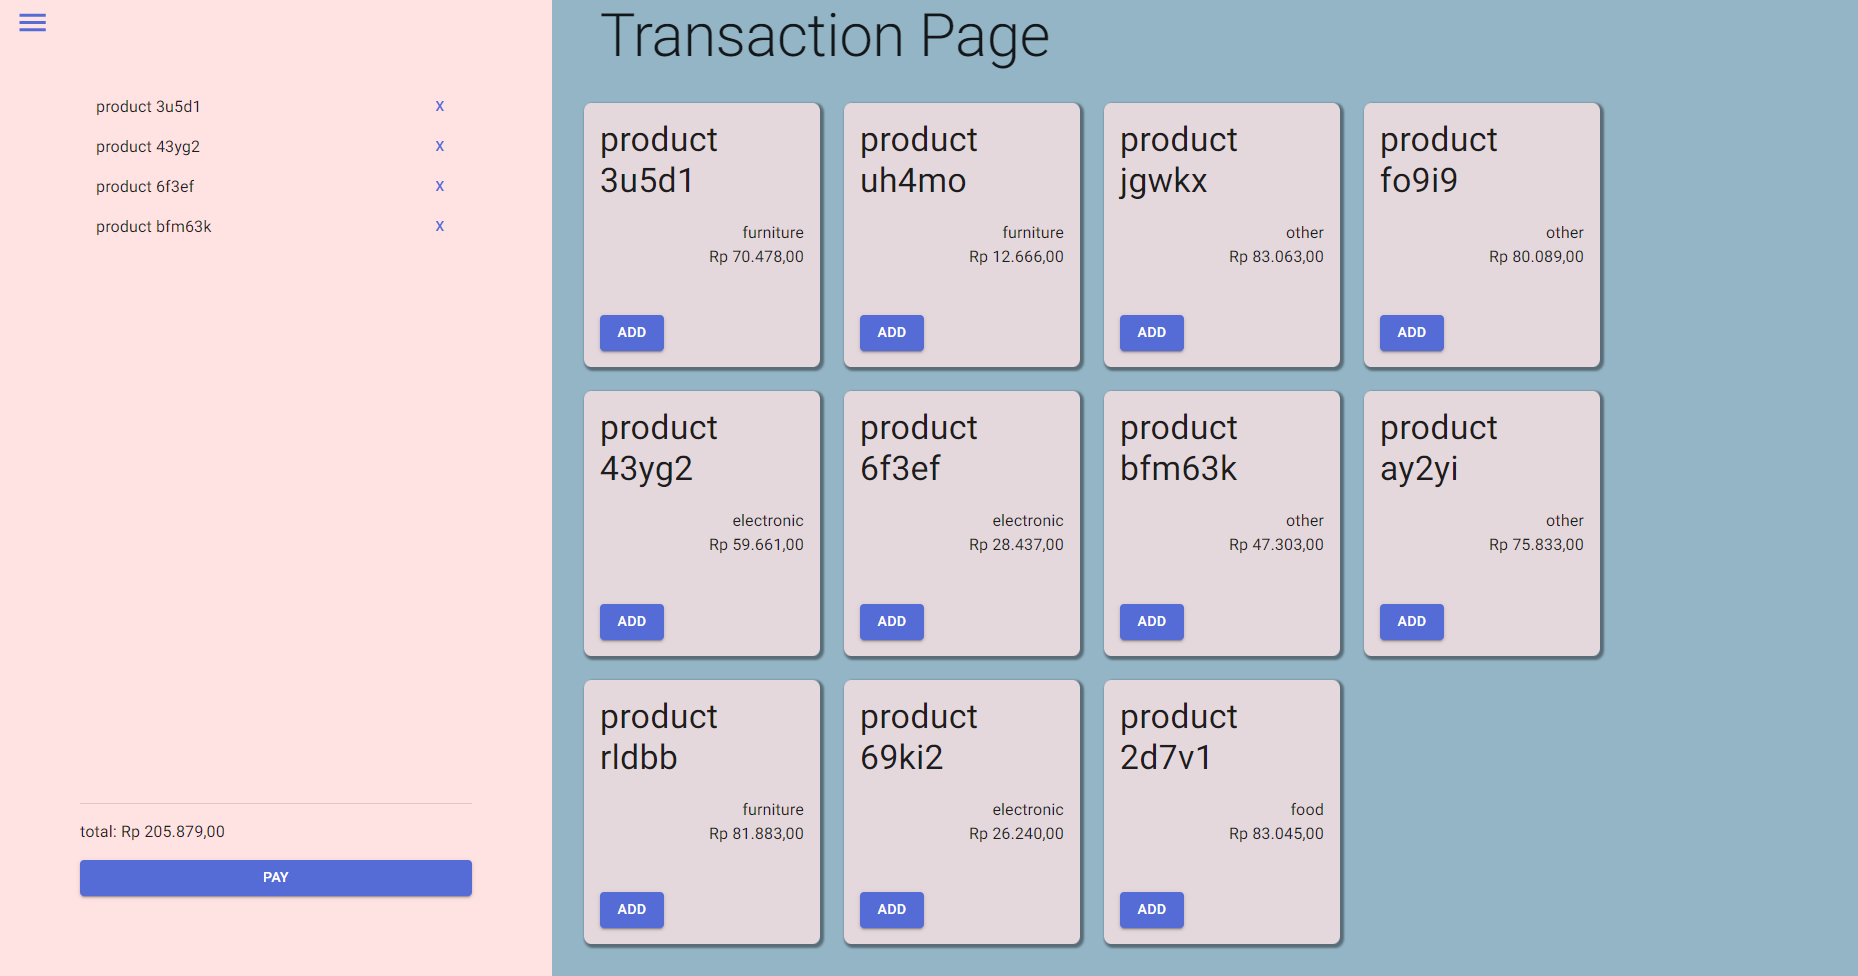 product 3u5d1 X
product 43yg2 X
product 6f3ef X
product bfm63k X
total: Rp 205.879,00
PAY
Transaction Page
product
3u5d1
furniture
Rp 70.478,00
ADD
product
uh4mo
furniture
Rp 12.666,00
ADD
product
jgwkx
other
Rp 83.063,00
ADD
product
fo9i9
other
Rp 80.089,00
ADD
product
43yg2
electronic
Rp 59.661,00
ADD
product
6f3ef
electronic
Rp 28.437,00
ADD
product
bfm63k
other
Rp 47.303,00
ADD
product
ay2yi
other
Rp 75.833,00
ADD
product
rldbb
furniture
Rp 81.883,00
ADD
product
69ki2
electronic
Rp 26.240,00
ADD
product
2d7v1
food
Rp 83.045,00
ADD